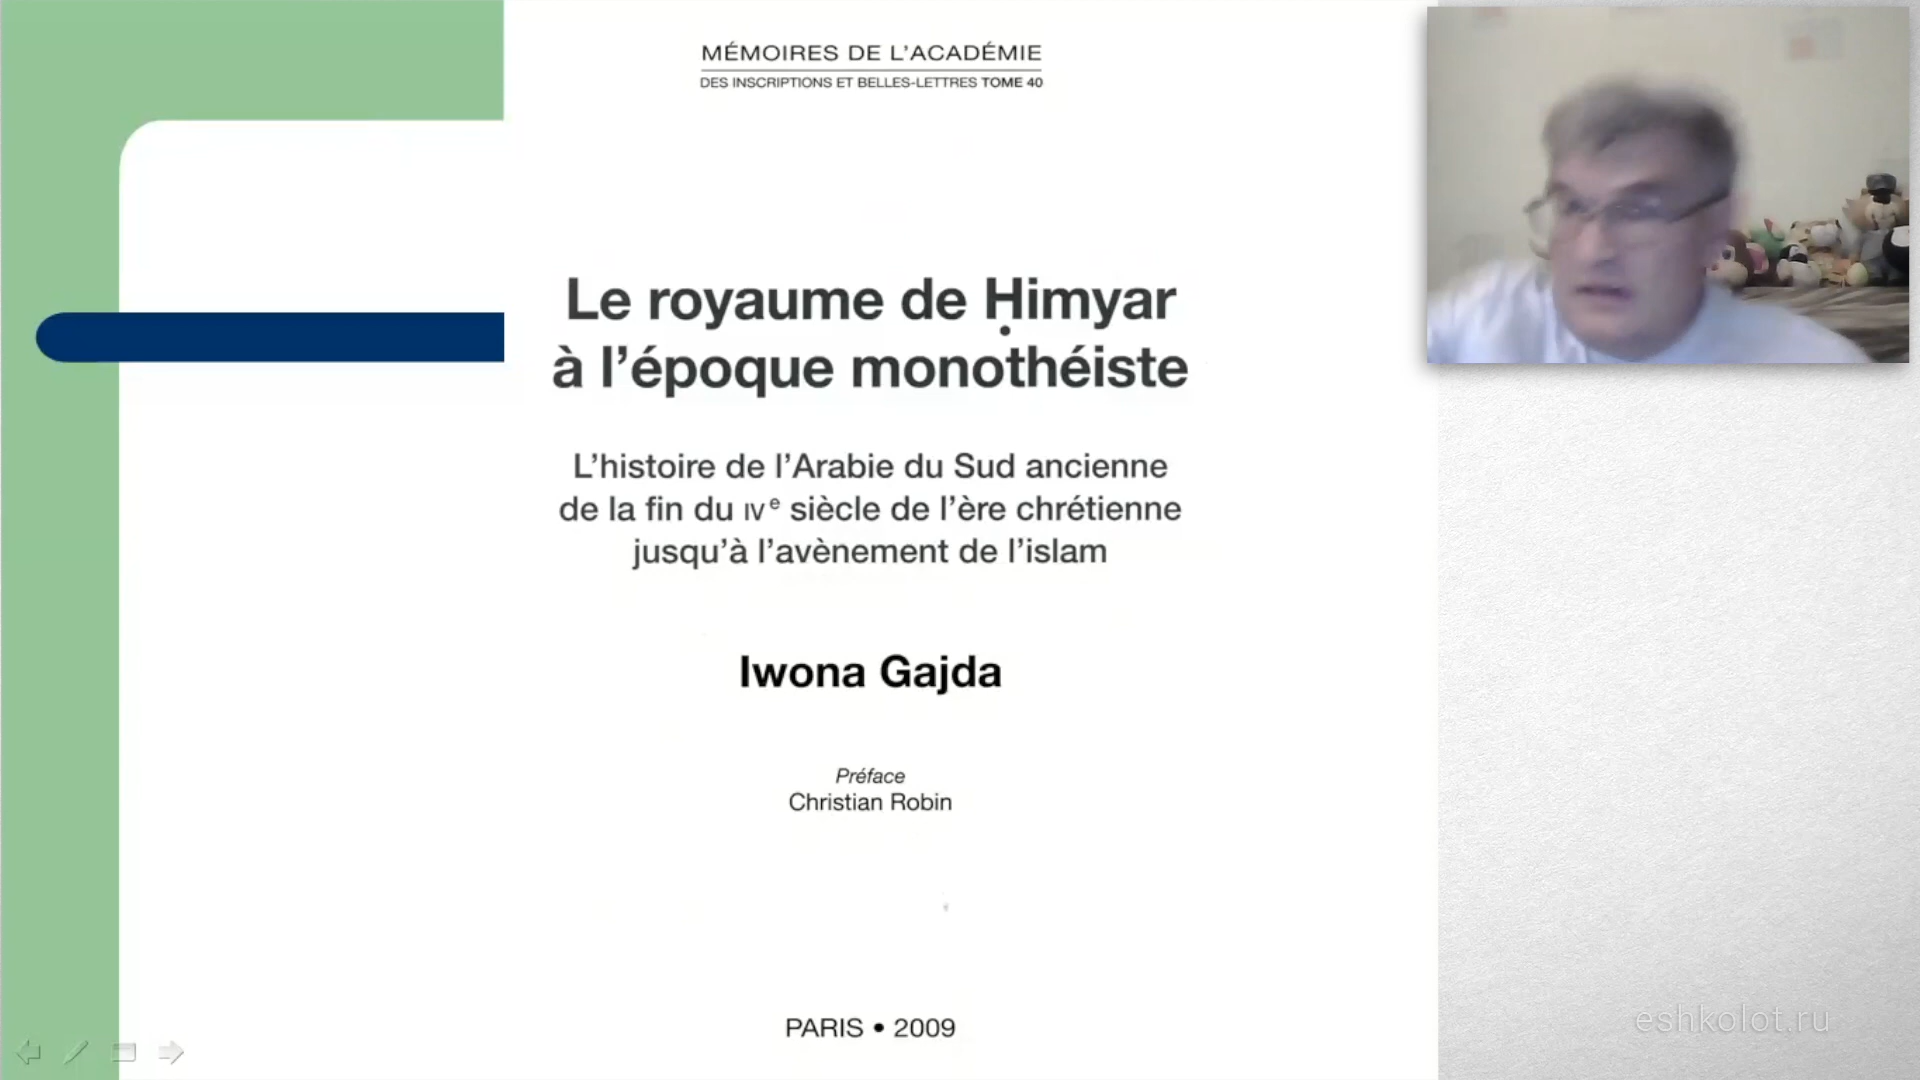 MÉMOIRES DE L'ACADÉMIE
DES INSCRIPTIONS ET BELLES-LETTRES TOME 40
Le royaume de Ḥimyar
à l'époque monothéiste
L'histoire de l'Arabie du Sud ancienne
de la fin du IVᵉ siècle de l'ère chrétienne
jusqu'à l'avènement de l'islam
Iwona Gajda
Préface
Christian Robin
PARIS • 2009
eshkolot.ru